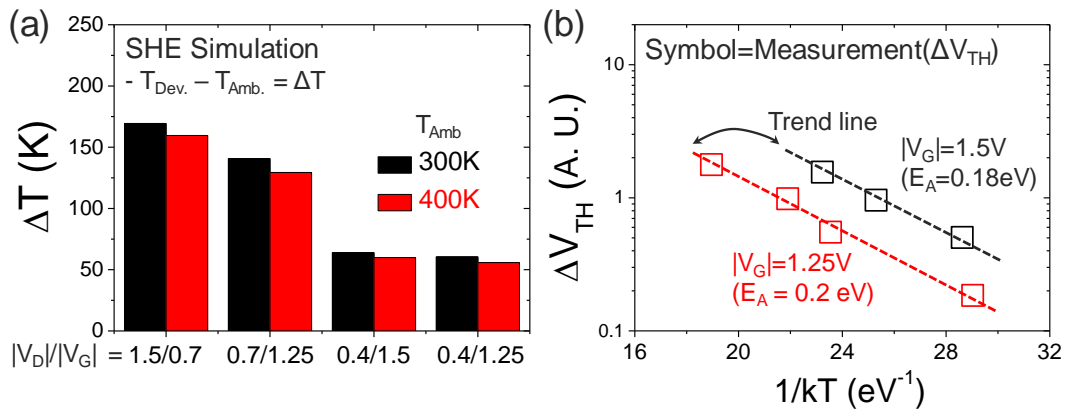 (a)
SHE Simulation
- T_Dev. – T_Amb. = ΔT
T_Amb
300K
400K
ΔT (K)
250
200
150
100
50
0
|V_D|/|V_G| = 1.5/0.7 0.7/1.25 0.4/1.5 0.4/1.25
(b)
Symbol=Measurement(ΔV_TH)
Trend line
|V_G|=1.5V
(E_A=0.18eV)
|V_G|=1.25V
(E_A = 0.2 eV)
ΔV_TH (A. U.)
1
0.1
16 20 24 28 32
1/kT (eV⁻¹)